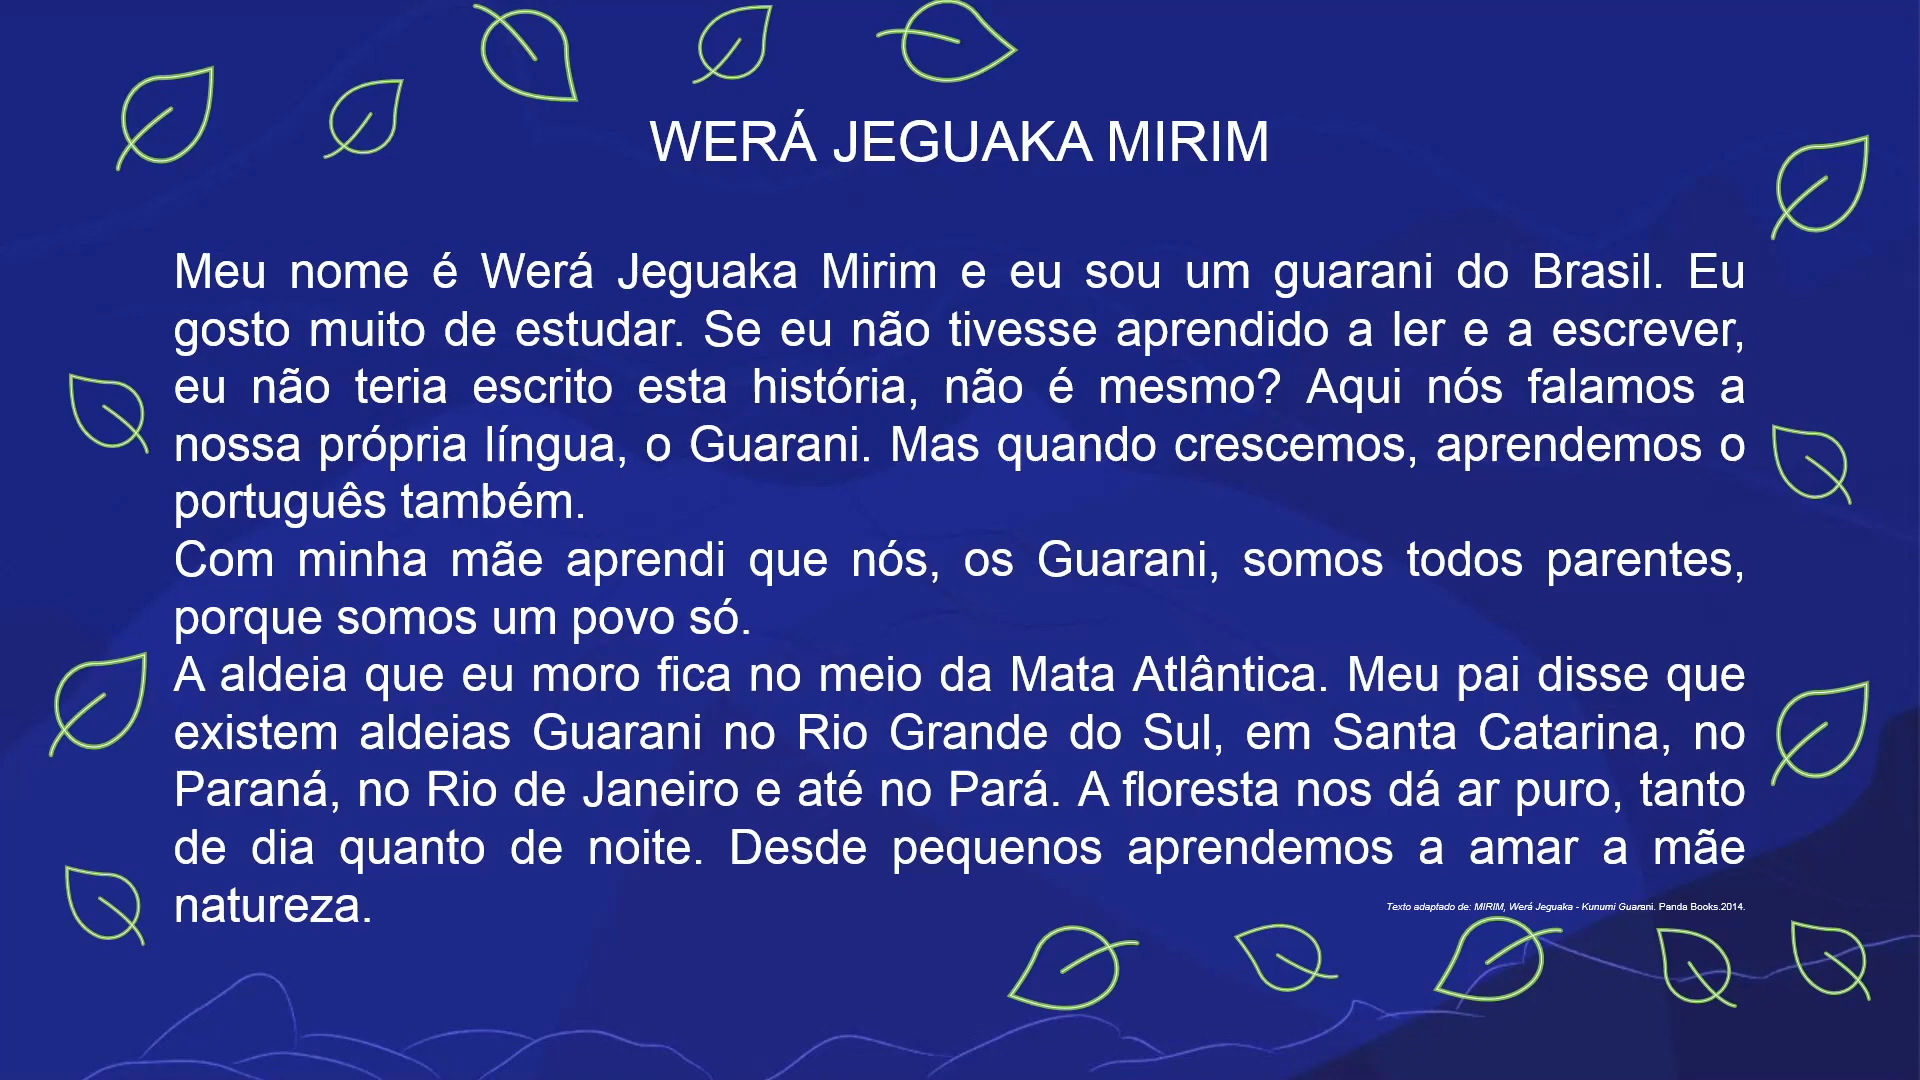 WERÁ JEGUAKA MIRIM
Meu nome é Werá Jeguaka Mirim e eu sou um guarani do Brasil. Eu
gosto muito de estudar. Se eu não tivesse aprendido a ler e a escrever,
eu não teria escrito esta história, não é mesmo? Aqui nós falamos a
nossa própria língua, o Guarani. Mas quando crescemos, aprendemos o
português também.
Com minha mãe aprendi que nós, os Guarani, somos todos parentes,
porque somos um povo só.
A aldeia que eu moro fica no meio da Mata Atlântica. Meu pai disse que
existem aldeias Guarani no Rio Grande do Sul, em Santa Catarina, no
Paraná, no Rio de Janeiro e até no Pará. A floresta nos dá ar puro, tanto
de dia quanto de noite. Desde pequenos aprendemos a amar a mãe
natureza.
Texto adaptado de: MIRIM, Werá Jeguaka - Kunumi Guarani. Panda Books.2014.